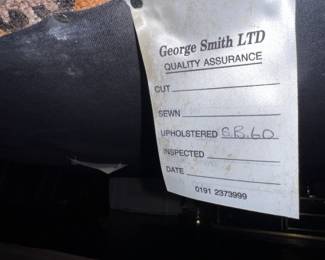 George Smith LTD
QUALITY ASSURANCE
CUT
SEWN
UPHOLSTERED E.B.60
INSPECTED
DATE
0191 2373999